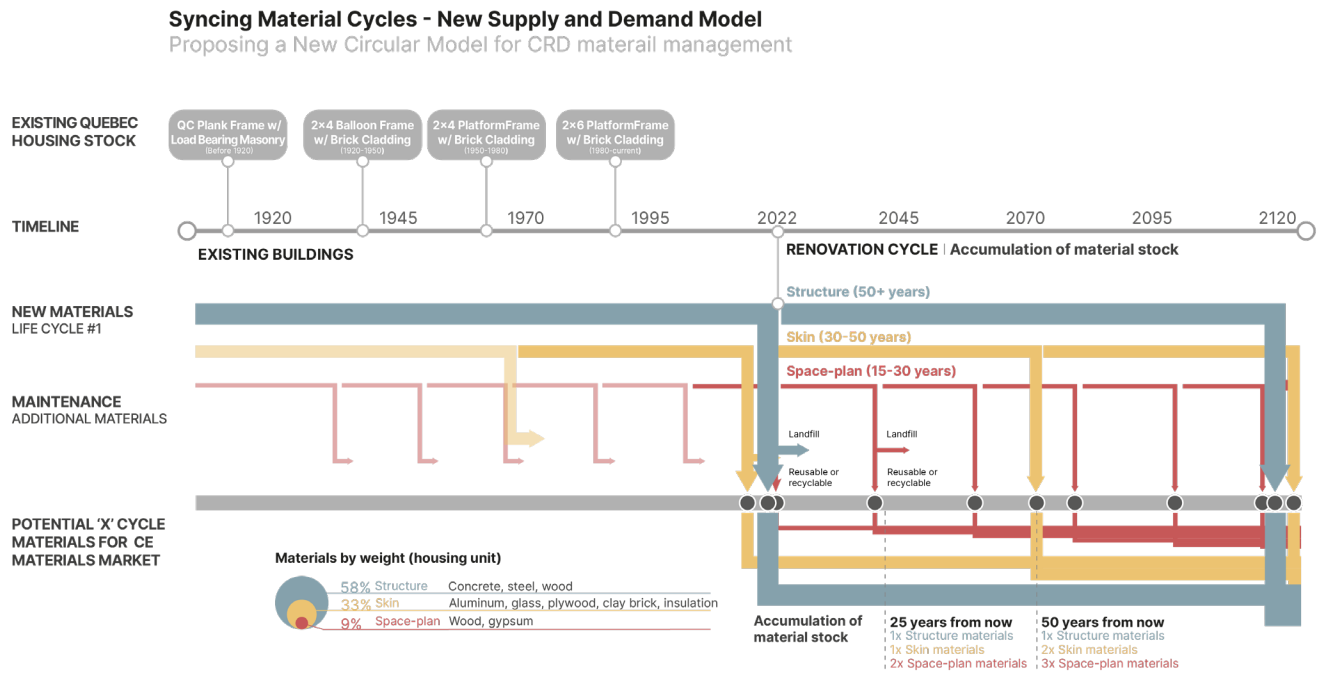 Syncing Material Cycles - New Supply and Demand Model
Proposing a New Circular Model for CRD materail management
EXISTING QUEBEC
HOUSING STOCK
QC Plank Frame w/
Load Bearing Masonry
(Before 1920)
2×4 Balloon Frame
w/ Brick Cladding
(1920-1950)
2×4 PlatformFrame
w/ Brick Cladding
(1950-1980)
2×6 PlatformFrame
w/ Brick Cladding
(1980-current)
TIMELINE
1920
1945
1970
1995
2022
2045
2070
2095
2120
EXISTING BUILDINGS
RENOVATION CYCLE | Accumulation of material stock
NEW MATERIALS
LIFE CYCLE #1
Structure (50+ years)
Skin (30-50 years)
Space-plan (15-30 years)
MAINTENANCE
ADDITIONAL MATERIALS
Landfill
Reusable or
recyclable
Landfill
Reusable or
recyclable
POTENTIAL 'X' CYCLE
MATERIALS FOR CE
MATERIALS MARKET
Materials by weight (housing unit)
58% Structure Concrete, steel, wood
33% Skin Aluminum, glass, plywood, clay brick, insulation
9% Space-plan Wood, gypsum
Accumulation of
material stock
25 years from now
1x Structure materials
1x Skin materials
2x Space-plan materials
50 years from now
1x Structure materials
2x Skin materials
3x Space-plan materials